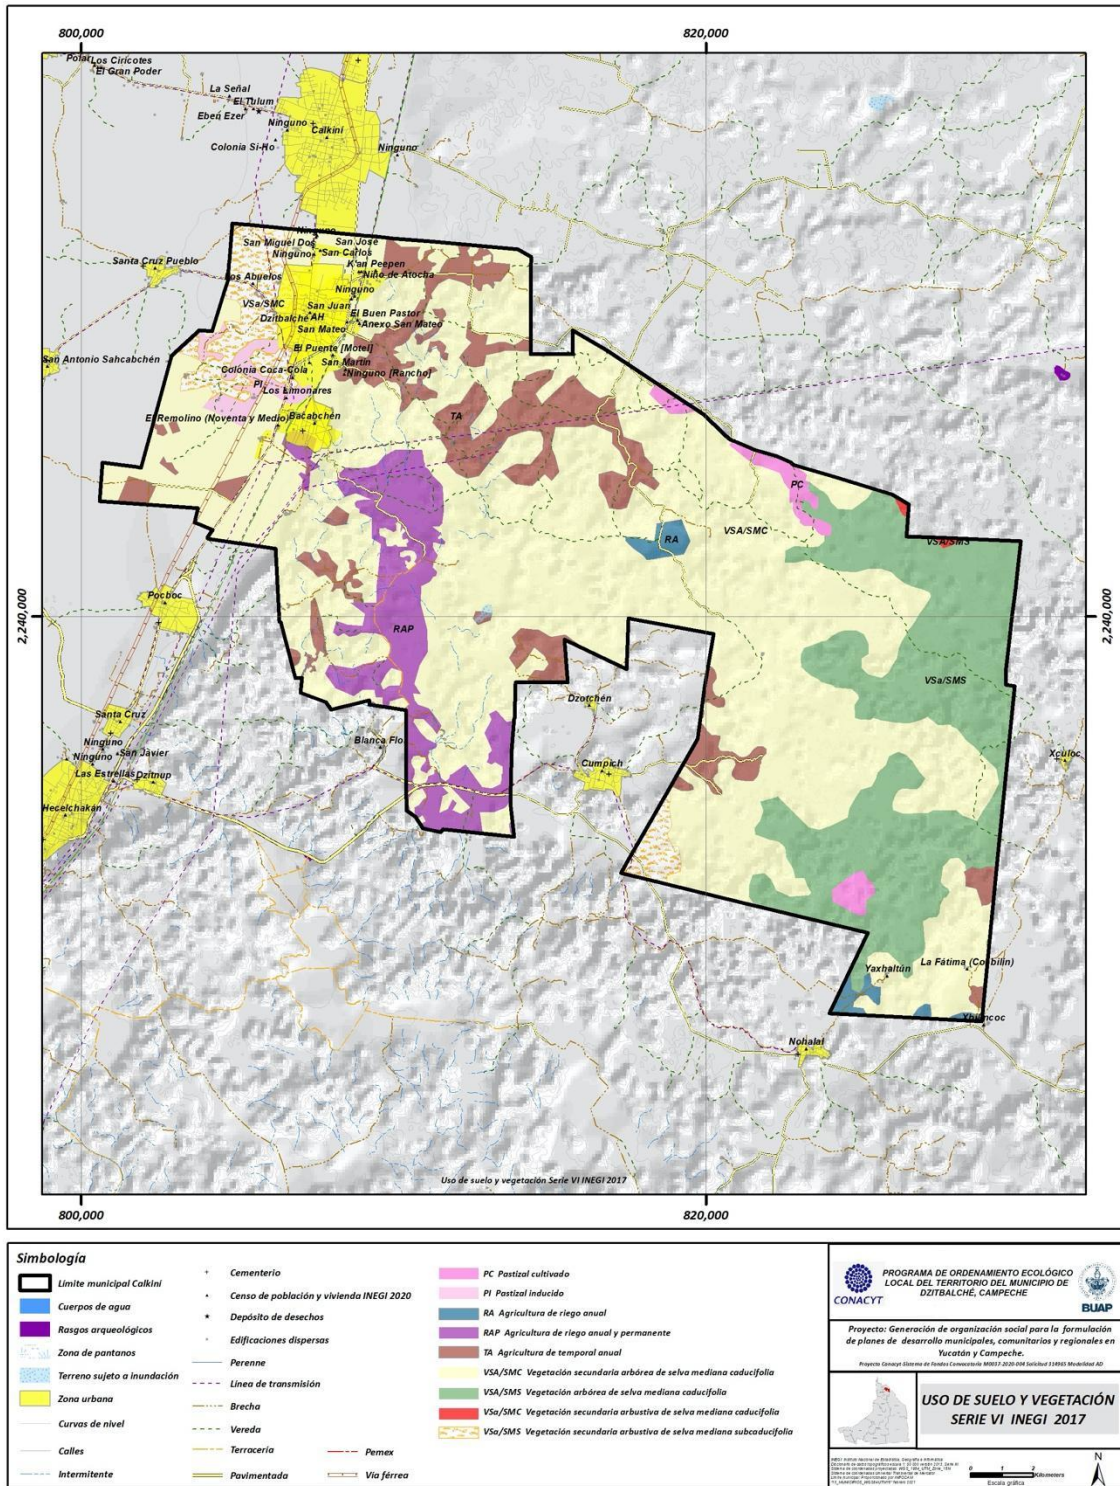 800,000
820,000
Polar
Los Ciricotes
El Gran Poder
La Señal
El Tulum
Eben Ezer
Ninguno
Calkiní
Colonia Si-Ho
Ninguno
Ninguno
San Miguel Dos
San José
Ninguno
San Carlos
Santa Cruz Pueblo
K'an Peepen
Niño de Atocha
Los Abuelos
Ninguno
VSa/SMC
San Juan
El Buen Pastor
Dzitbalché
AH
Anexo San Mateo
San Mateo
El Puente [Motel]
San Antonio Sahcabchén
San Martín
Colonia Coca-Cola
Ninguno [Rancho]
PI
Los Limonares
El Remolino (Noventa y Medio)
Bacabchén
TA
PC
VSA/SMC
RA
VSA/SMS
Pocboc
2,240,000
2,240,000
RAP
VSa/SMS
Dzotchén
Santa Cruz
Ninguno
San Javier
Blanca Flo
Ninguno
Cumpich
Xculoc
Las Estrellas
Dzitnup
Hecelchakán
La Fátima (Co bilin)
Yaxhaltún
Nohalal
Uso de suelo y vegetación Serie VI INEGI 2017
800,000
820,000
Simbología
Limite municipal Calkini
Cuerpos de agua
Rasgos arqueológicos
Zona de pantanos
Terreno sujeto a inundación
Zona urbana
Curvas de nivel
Calles
Intermitente
Cementerio
Censo de población y vivienda INEGI 2020
Depósito de desechos
Edificaciones dispersas
Perenne
Línea de transmisión
Brecha
Vereda
Terracería
Pavimentada
Pemex
Vía férrea
PC Pastizal cultivado
PI Pastizal inducido
RA Agricultura de riego anual
RAP Agricultura de riego anual y permanente
TA Agricultura de temporal anual
VSA/SMC Vegetación secundaria arbórea de selva mediana caducifolia
VSA/SMS Vegetación arbórea de selva mediana caducifolia
VSa/SMC Vegetación secundaria arbustiva de selva mediana caducifolia
VSa/SMS Vegetación secundaria arbustiva de selva mediana subcaducifolia
CONACYT
PROGRAMA DE ORDENAMIENTO ECOLÓGICO
LOCAL DEL TERRITORIO DEL MUNICIPIO DE
DZITBALCHÉ, CAMPECHE
BUAP
Proyecto: Generación de organización social para la formulación
de planes de desarrollo municipales, comunitarios y regionales en
Yucatán y Campeche.
USO DE SUELO Y VEGETACIÓN
SERIE VI INEGI 2017
0 1 2
Kilometers
Escala gráfica
N